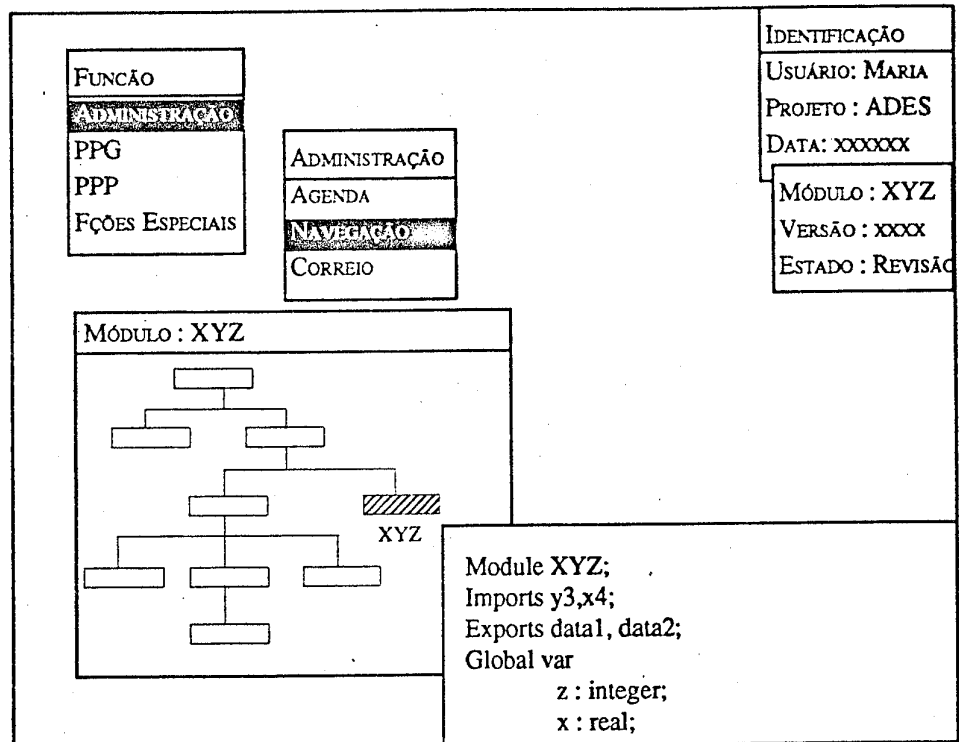 FUNCÃO
ADMINISTRAÇÃO
PPG
PPP
FÇÕES ESPECIAIS
ADMINISTRAÇÃO
AGENDA
NAVEGAÇÃO
CORREIO
IDENTIFICAÇÃO
USUÁRIO: MARIA
PROJETO : ADES
DATA: XXXXXX
MÓDULO : XYZ
VERSÃO : XXXX
ESTADO : REVISÃO
MÓDULO : XYZ
XYZ
Module XYZ;
Imports y3,x4;
Exports data1, data2;
Global var
z : integer;
x : real;